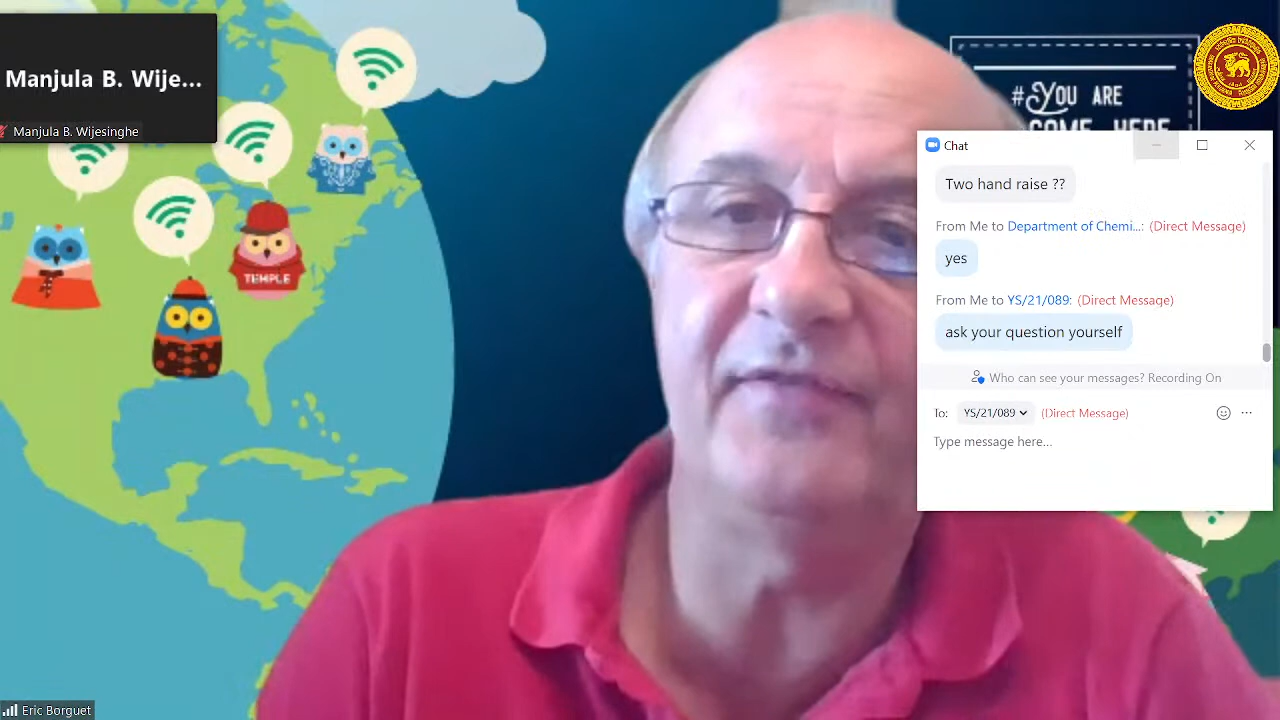 Manjula B. Wije...
Manjula B. Wijesinghe
TEMPLE
#YOU ARE
Chat
Two hand raise ??
From Me to Department of Chemi...: (Direct Message)
yes
From Me to YS/21/089: (Direct Message)
ask your question yourself
Who can see your messages? Recording On
To: YS/21/089 (Direct Message)
Type message here...
Eric Borguet